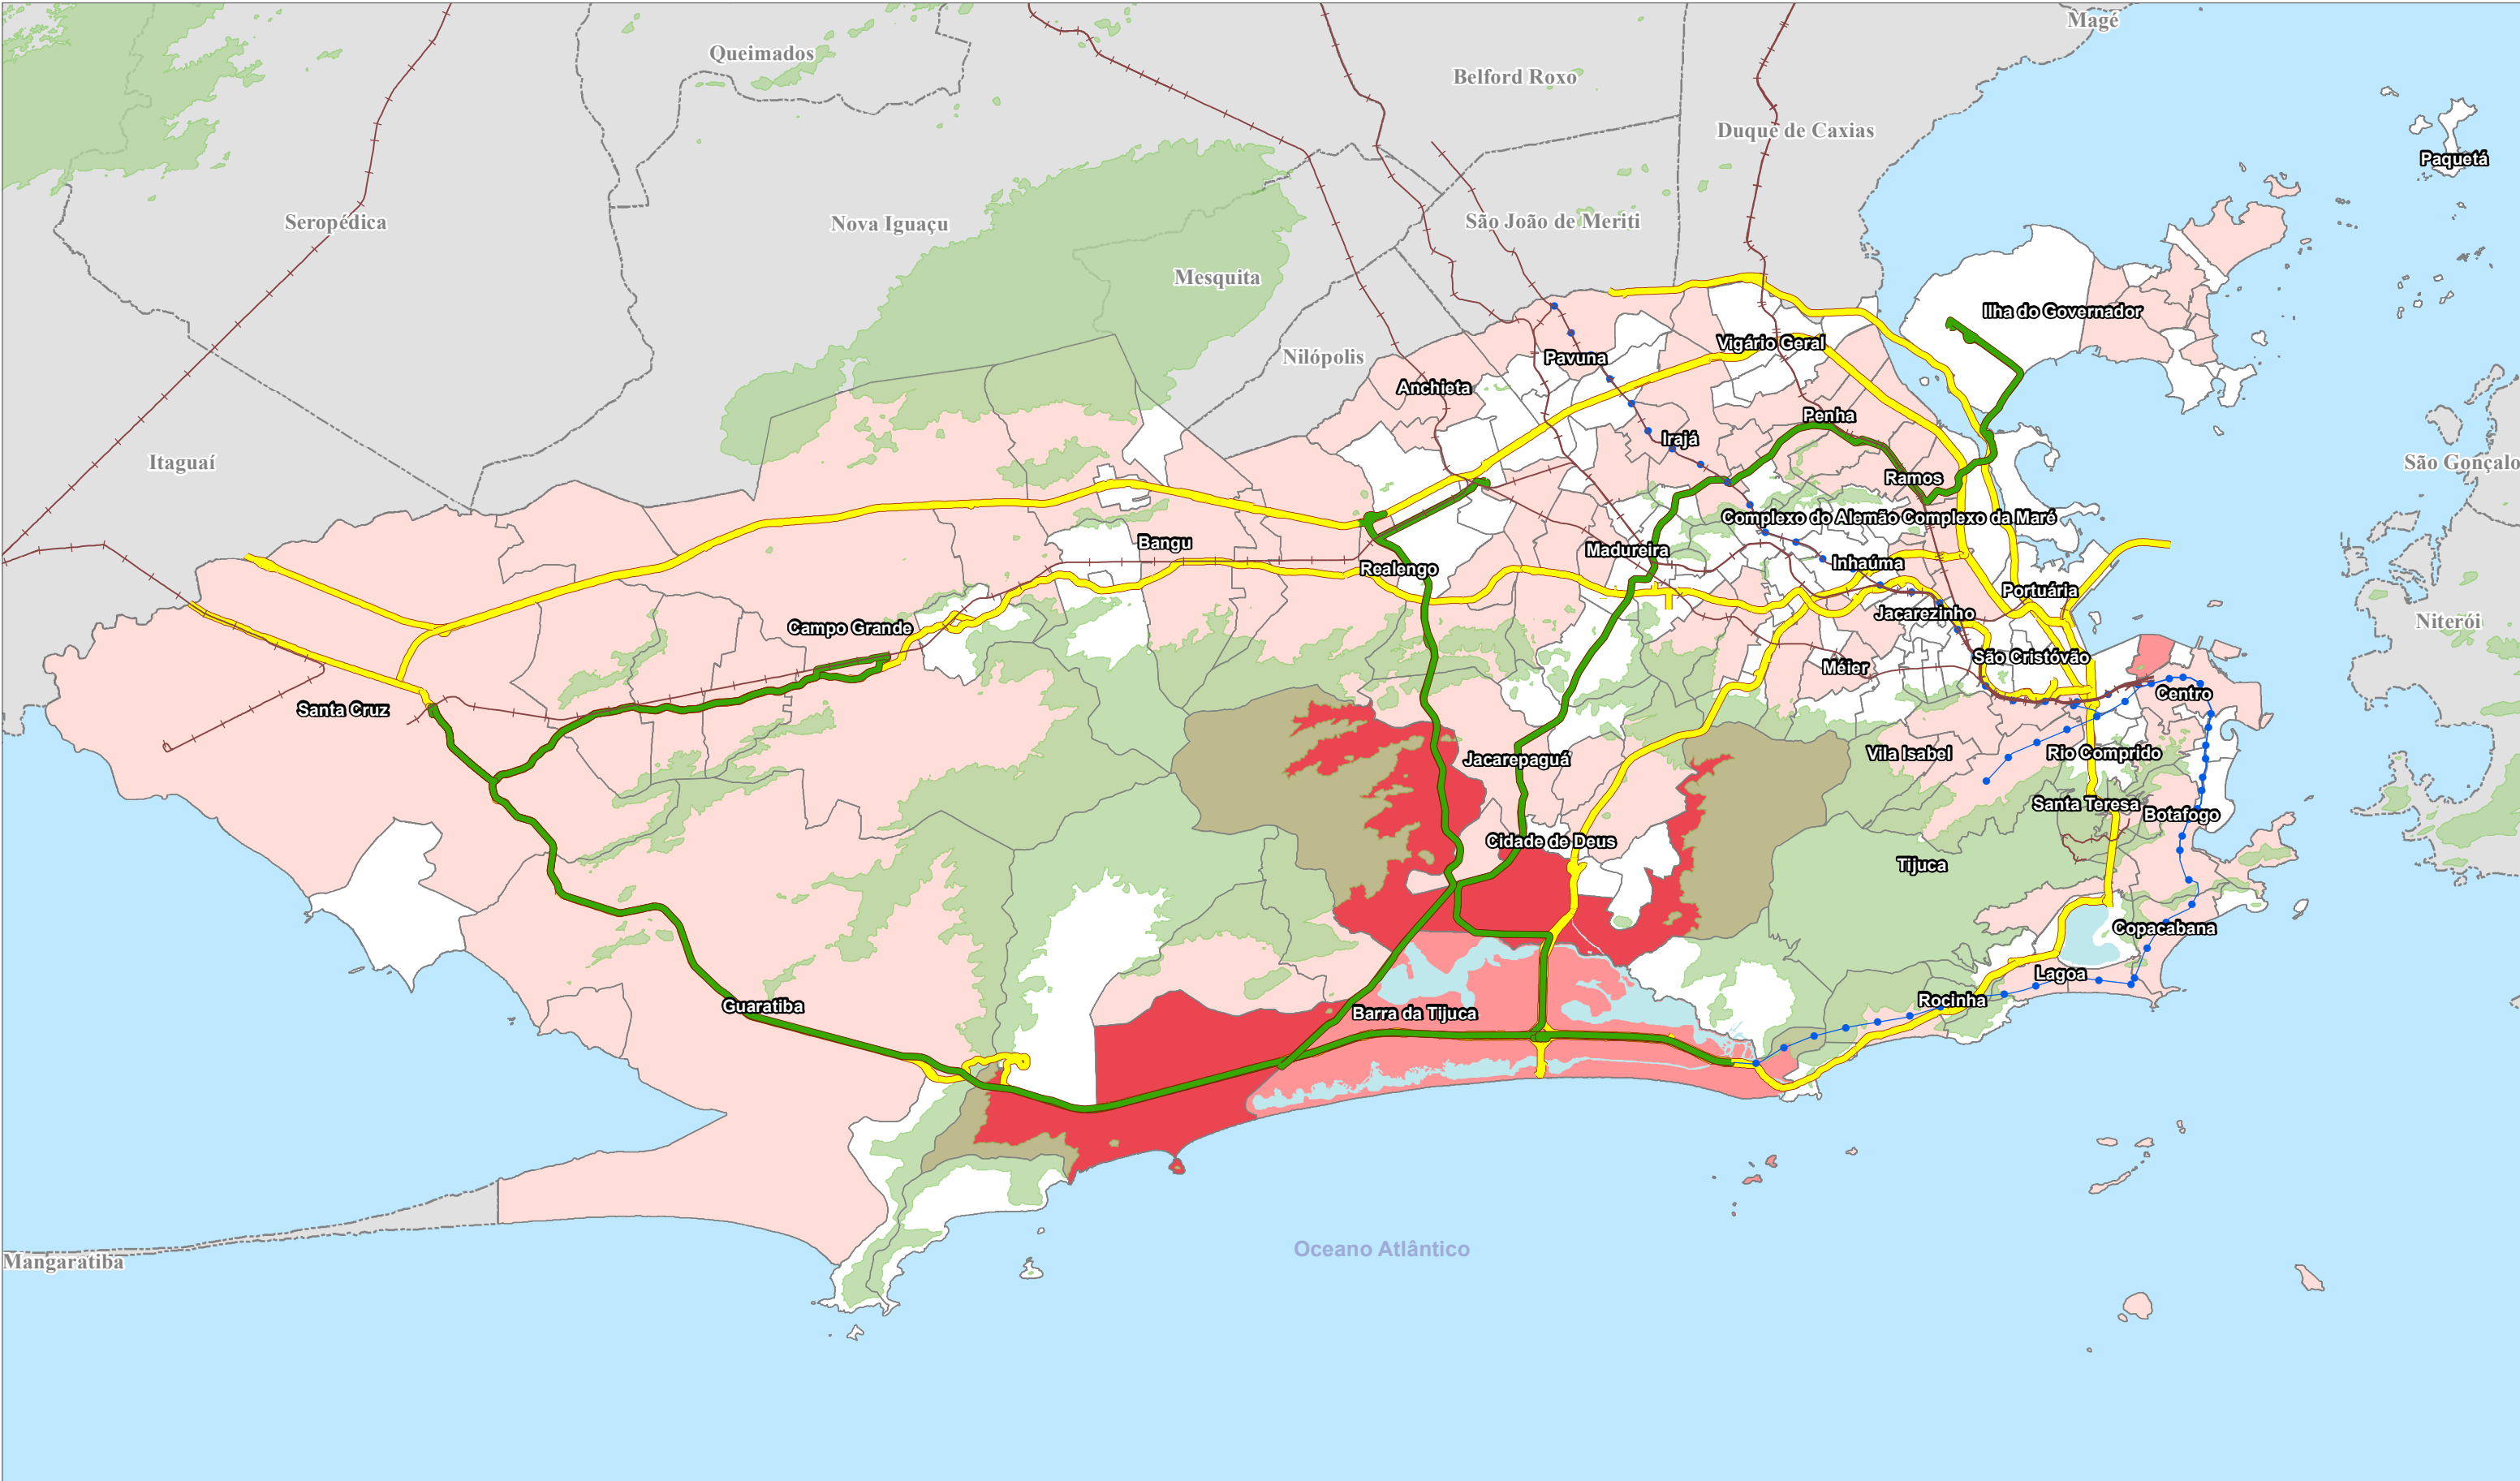 Magé
Queimados
Belford Roxo
Duque de Caxias
Paquetá
Seropédica
Nova Iguaçu
São João de Meriti
Mesquita
Ilha do Governador
Vigário Geral
Nilópolis
Pavuna
Anchieta
Penha
Irajá
Itaguaí
São Gonçalo
Ramos
Complexo do Alemão
Complexo da Maré
Bangu
Madureira
Inhaúma
Realengo
Portuária
Jacarezinho
Niterói
Campo Grande
São Cristóvão
Méier
Centro
Santa Cruz
Vila Isabel
Rio Comprido
Jacarepaguá
Santa Teresa
Botafogo
Cidade de Deus
Tijuca
Copacabana
Lagoa
Rocinha
Guaratiba
Barra da Tijuca
Oceano Atlântico
Mangaratiba